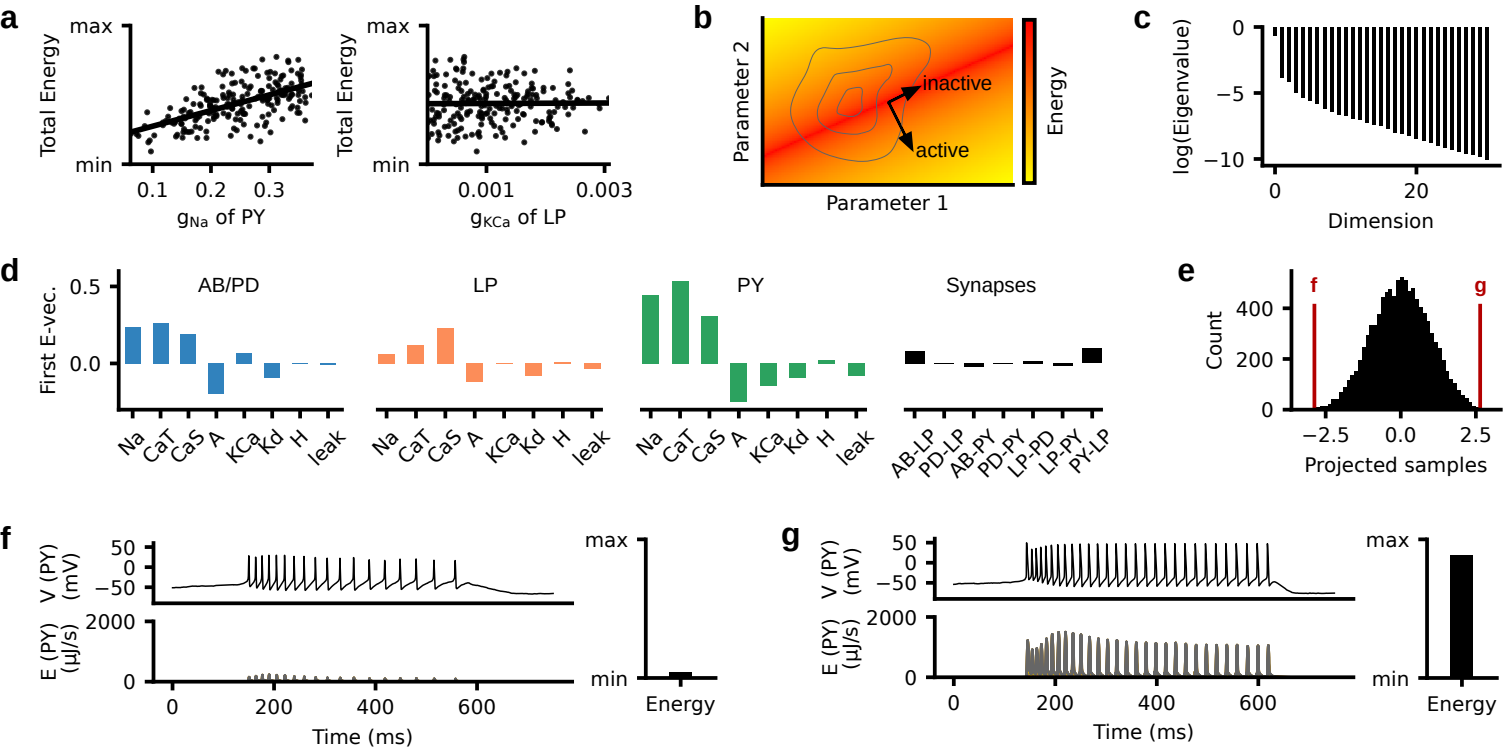 a
max
Total Energy
min
0.1
0.2
0.3
gNa of PY
max
Total Energy
min
0.001
0.003
gKCa of LP
b
Parameter 2
inactive
active
Parameter 1
Energy
c
log(Eigenvalue)
0
−5
−10
0
20
Dimension
d
First E-vec.
0.5
0.0
AB/PD
Na
CaT
CaS
A
KCa
Kd
H
leak
LP
Na
CaT
CaS
A
KCa
Kd
H
leak
PY
Na
CaT
CaS
A
KCa
Kd
H
leak
Synapses
AB-LP
PD-LP
AB-PY
PD-PY
LP-PD
LP-PY
PY-LP
e
f
g
Count
400
200
0
−2.5
0.0
2.5
Projected samples
f
V (PY)
(mV)
50
0
−50
E (PY)
(μJ/s)
2000
0
0
200
400
600
Time (ms)
max
min
Energy
g
V (PY)
(mV)
50
0
−50
E (PY)
(μJ/s)
2000
0
0
200
400
600
Time (ms)
max
min
Energy